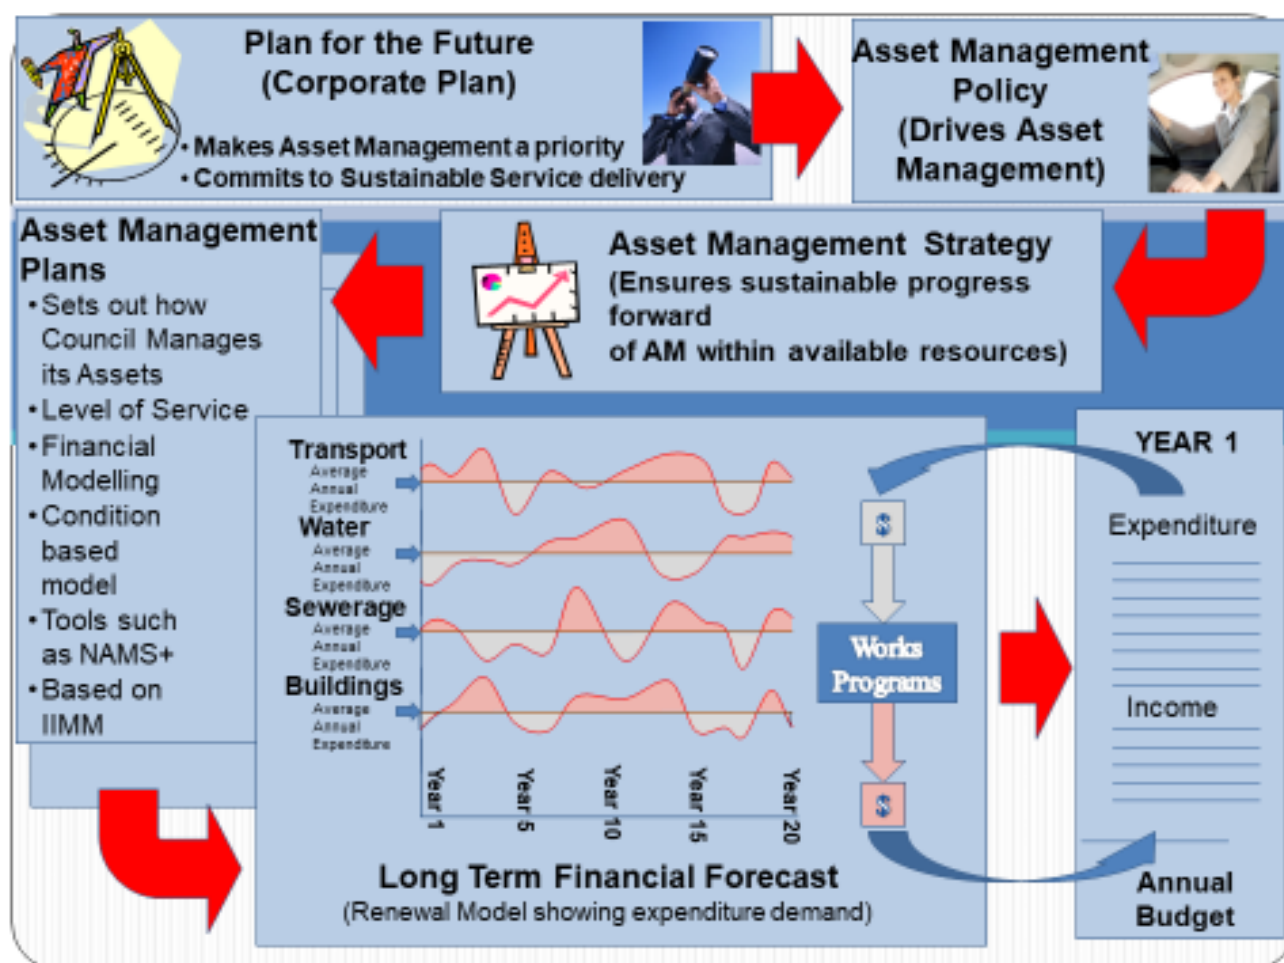 Plan for the Future
(Corporate Plan)
• Makes Asset Management a priority
• Commits to Sustainable Service delivery
Asset Management
Policy
(Drives Asset
Management)
Asset Management Strategy
(Ensures sustainable progress
forward
of AM within available resources)
Asset Management
Plans
• Sets out how
Council Manages
its Assets
• Level of Service
• Financial
Modelling
• Condition
based
model
• Tools such
as NAMS+
• Based on
IIMM
Transport
Average
Annual
Expenditure
Water
Average
Annual
Expenditure
Sewerage
Average
Annual
Expenditure
Buildings
Average
Annual
Expenditure
Year 1
Year 5
Year 10
Year 15
Year 20
Long Term Financial Forecast
(Renewal Model showing expenditure demand)
$
Works
Programs
$
YEAR 1
Expenditure
Income
Annual
Budget